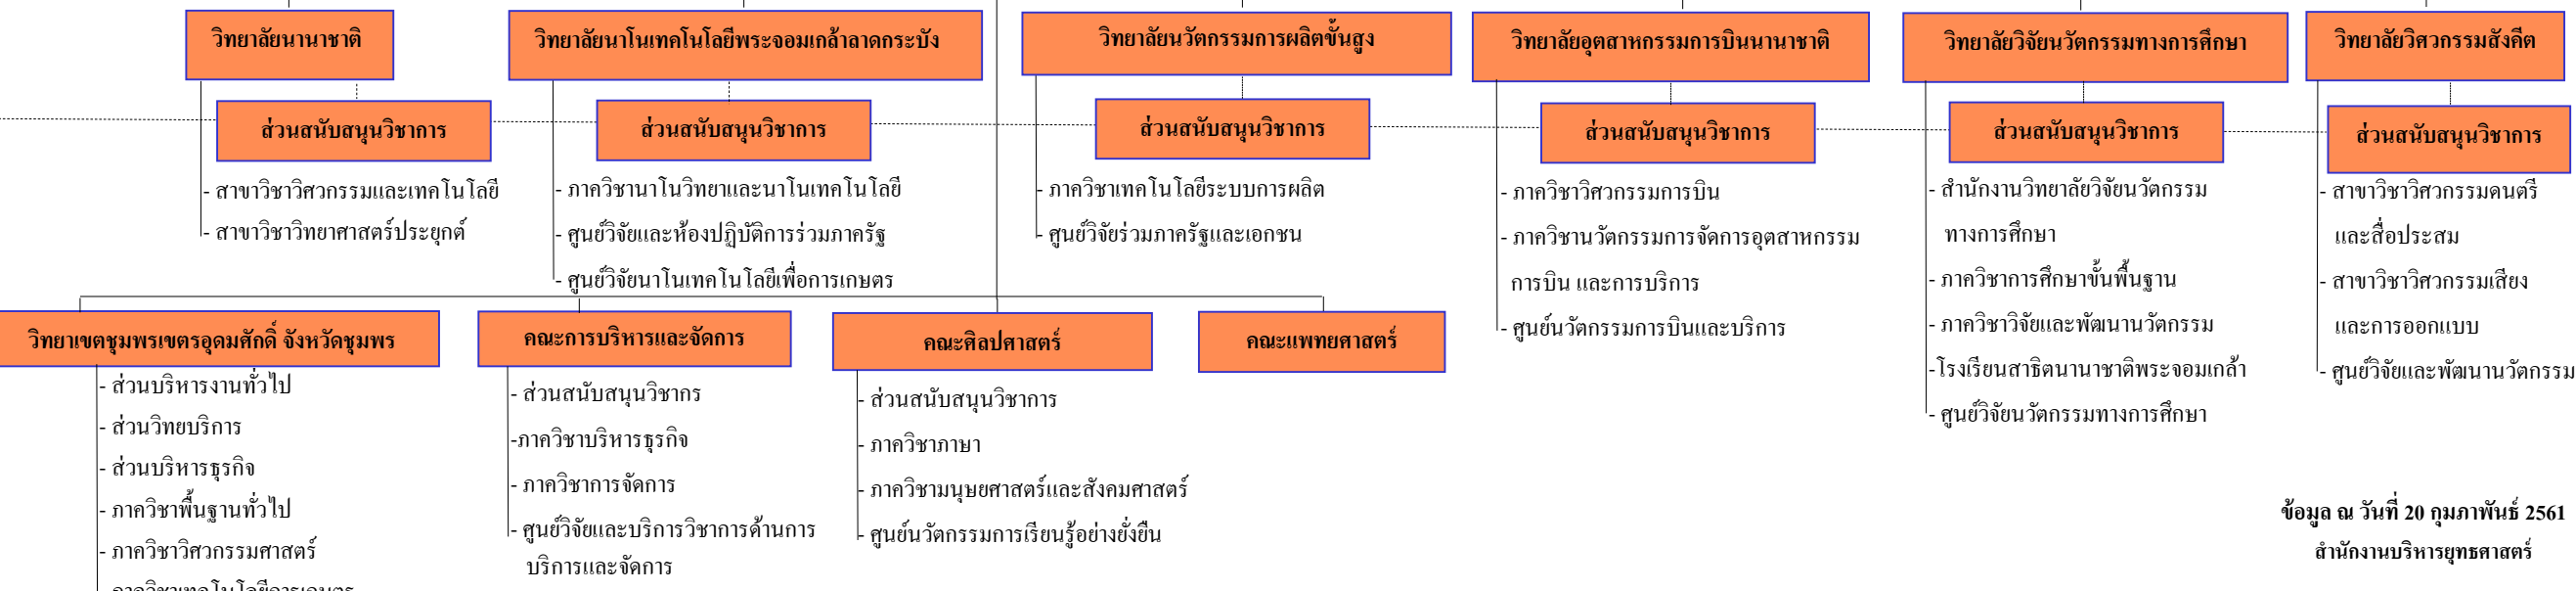 วิทยาลัยนานาชาติ
ส่วนสนับสนุนวิชาการ
- สาขาวิชาวิศวกรรมและเทคโนโลยี
- สาขาวิชาวิทยาศาสตร์ประยุกต์
วิทยาลัยนาโนเทคโนโลยีพระจอมเกล้าลาดกระบัง
ส่วนสนับสนุนวิชาการ
- ภาควิชานาโนวิทยาและนาโนเทคโนโลยี
- ศูนย์วิจัยและห้องปฏิบัติการร่วมภาครัฐ
- ศูนย์วิจัยนาโนเทคโนโลยีเพื่อการเกษตร
วิทยาลัยนวัตกรรมการผลิตขั้นสูง
ส่วนสนับสนุนวิชาการ
- ภาควิชาเทคโนโลยีระบบการผลิต
- ศูนย์วิจัยร่วมภาครัฐและเอกชน
วิทยาลัยอุตสาหกรรมการบินนานาชาติ
ส่วนสนับสนุนวิชาการ
- ภาควิชาวิศวกรรมการบิน
- ภาควิชานวัตกรรมการจัดการอุตสาหกรรม
การบิน และการบริการ
- ศูนย์นวัตกรรมการบินและบริการ
วิทยาลัยวิจัยนวัตกรรมทางการศึกษา
ส่วนสนับสนุนวิชาการ
- สำนักงานวิทยาลัยวิจัยนวัตกรรม
ทางการศึกษา
- ภาควิชาการศึกษาขั้นพื้นฐาน
- ภาควิชาวิจัยและพัฒนานวัตกรรม
-โรงเรียนสาธิตนานาชาติพระจอมเกล้า
- ศูนย์วิจัยนวัตกรรมทางการศึกษา
วิทยาลัยวิศวกรรมสังคีต
ส่วนสนับสนุนวิชาการ
- สาขาวิชาวิศวกรรมดนตรี
และสื่อประสม
- สาขาวิชาวิศวกรรมเสียง
และการออกแบบ
- ศูนย์วิจัยและพัฒนานวัตกรรม
วิทยาเขตชุมพรเขตรอุดมศักดิ์ จังหวัดชุมพร
- ส่วนบริหารงานทั่วไป
- ส่วนวิทยบริการ
- ส่วนบริหารธุรกิจ
- ภาควิชาพื้นฐานทั่วไป
- ภาควิชาวิศวกรรมศาสตร์
- ภาควิชาเทคโนโลยีการเกษตร
คณะการบริหารและจัดการ
- ส่วนสนับสนุนวิชากร
-ภาควิชาบริหารธุรกิจ
- ภาควิชาการจัดการ
- ศูนย์วิจัยและบริการวิชาการด้านการ
บริการและจัดการ
คณะศิลปศาสตร์
- ส่วนสนับสนุนวิชาการ
- ภาควิชาภาษา
- ภาควิชามนุษยศาสตร์และสังคมศาสตร์
- ศูนย์นวัตกรรมการเรียนรู้อย่างยั่งยืน
คณะแพทยศาสตร์
ข้อมูล ณ วันที่ 20 กุมภาพันธ์ 2561
สำนักงานบริหารยุทธศาสตร์